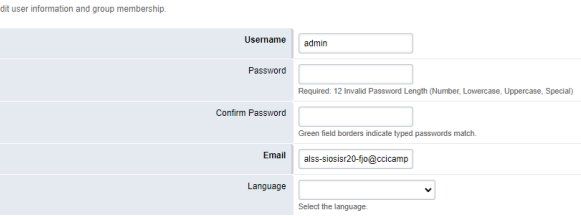 dit user information and group membership.
Username admin
Password
Required: 12 Invalid Password Length (Number, Lowercase, Uppercase, Special)
Confirm Password
Green field borders indicate typed passwords match.
Email alss-siosisr20-fjo@ccicamp
Language
Select the language.